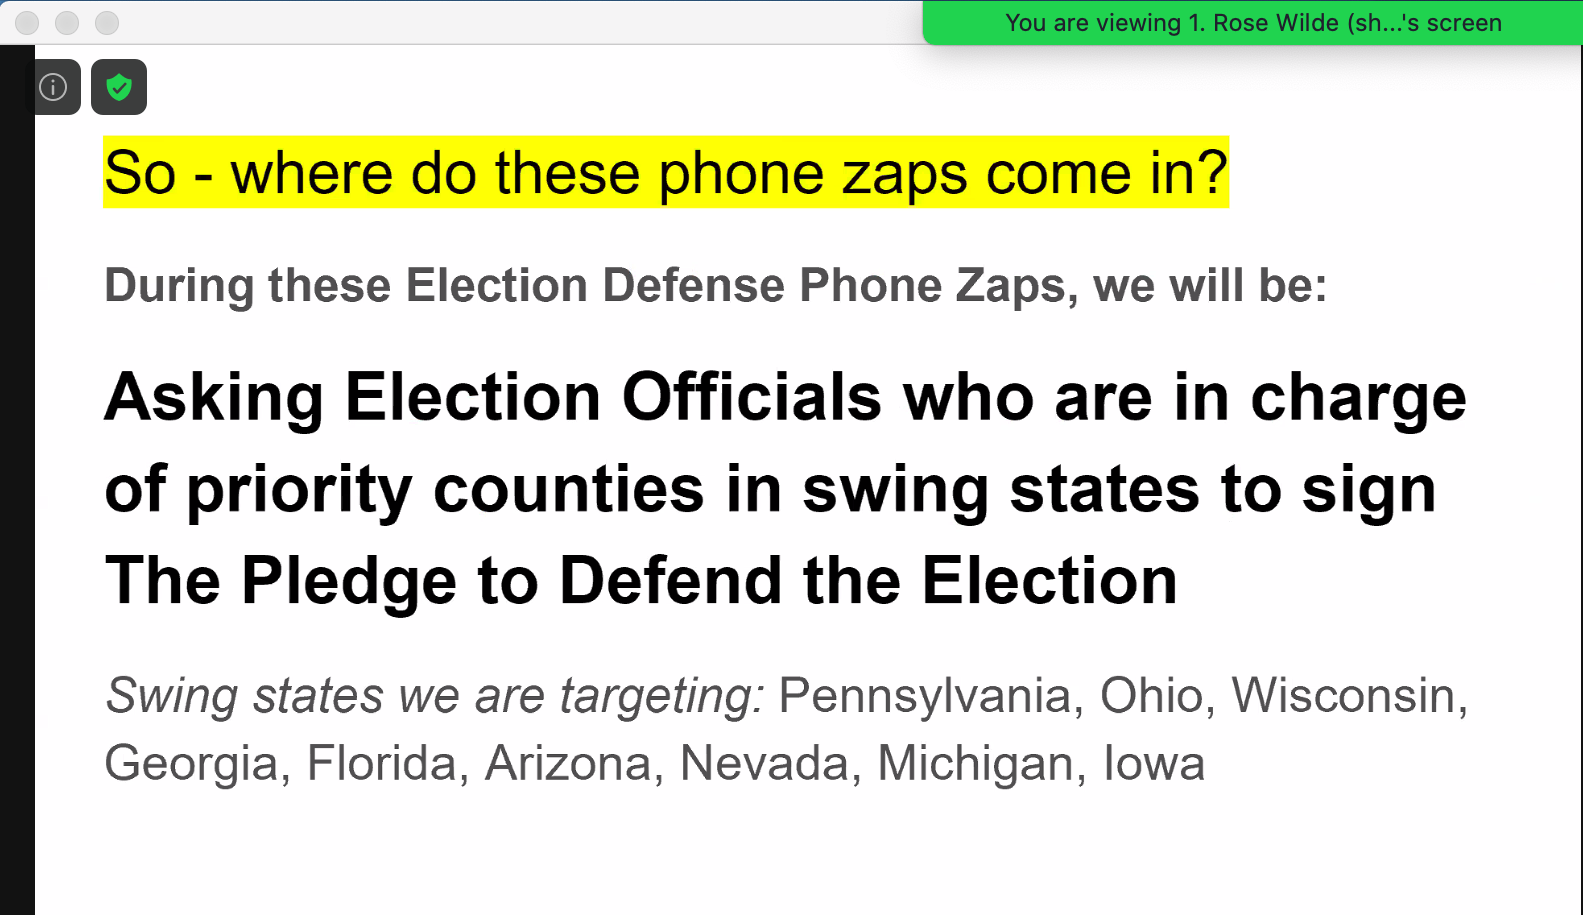 You are viewing 1. Rose Wilde (sh...'s screen
So - where do these phone zaps come in?
During these Election Defense Phone Zaps, we will be:
Asking Election Officials who are in charge
of priority counties in swing states to sign
The Pledge to Defend the Election
Swing states we are targeting: Pennsylvania, Ohio, Wisconsin,
Georgia, Florida, Arizona, Nevada, Michigan, Iowa